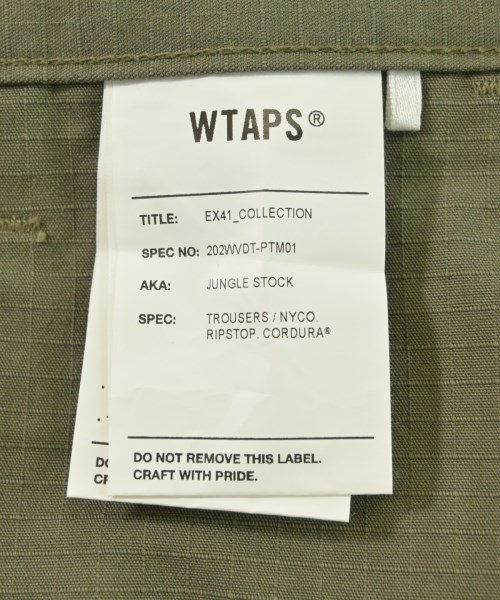 WTAPS®
TITLE: EX41_COLLECTION
SPEC NO: 202WVDT-PTM01
AKA: JUNGLE STOCK
SPEC: TROUSERS / NYCO.
RIPSTOP. CORDURA®
DO NOT REMOVE THIS LABEL.
CRAFT WITH PRIDE.